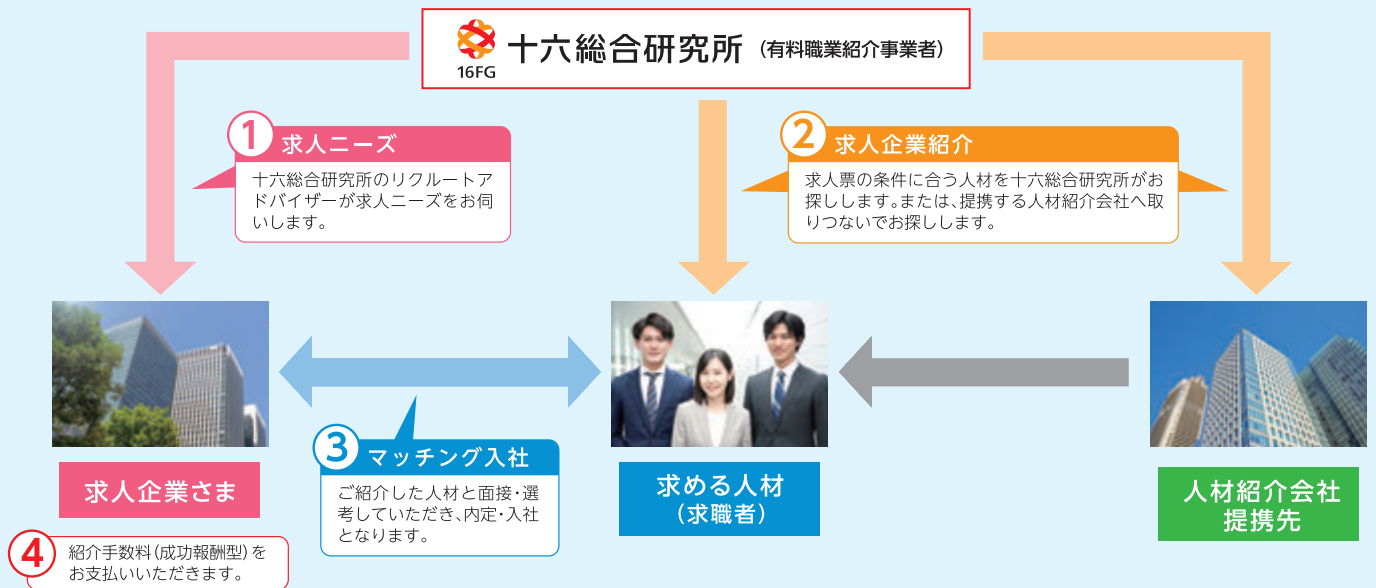 16FG
十六総合研究所 (有料職業紹介事業者)
1 求人ニーズ
十六総合研究所のリクルートア
ドバイザーが求人ニーズをお伺
いします。
2 求人企業紹介
求人票の条件に合う人材を十六総合研究所がお
探しします。または、提携する人材紹介会社へ取
りつないでお探しします。
3 マッチング入社
ご紹介した人材と面接・選
考していただき、内定・入社
となります。
求人企業さま
求める人材
(求職者)
人材紹介会社
提携先
4 紹介手数料(成功報酬型)を
お支払いいただきます。